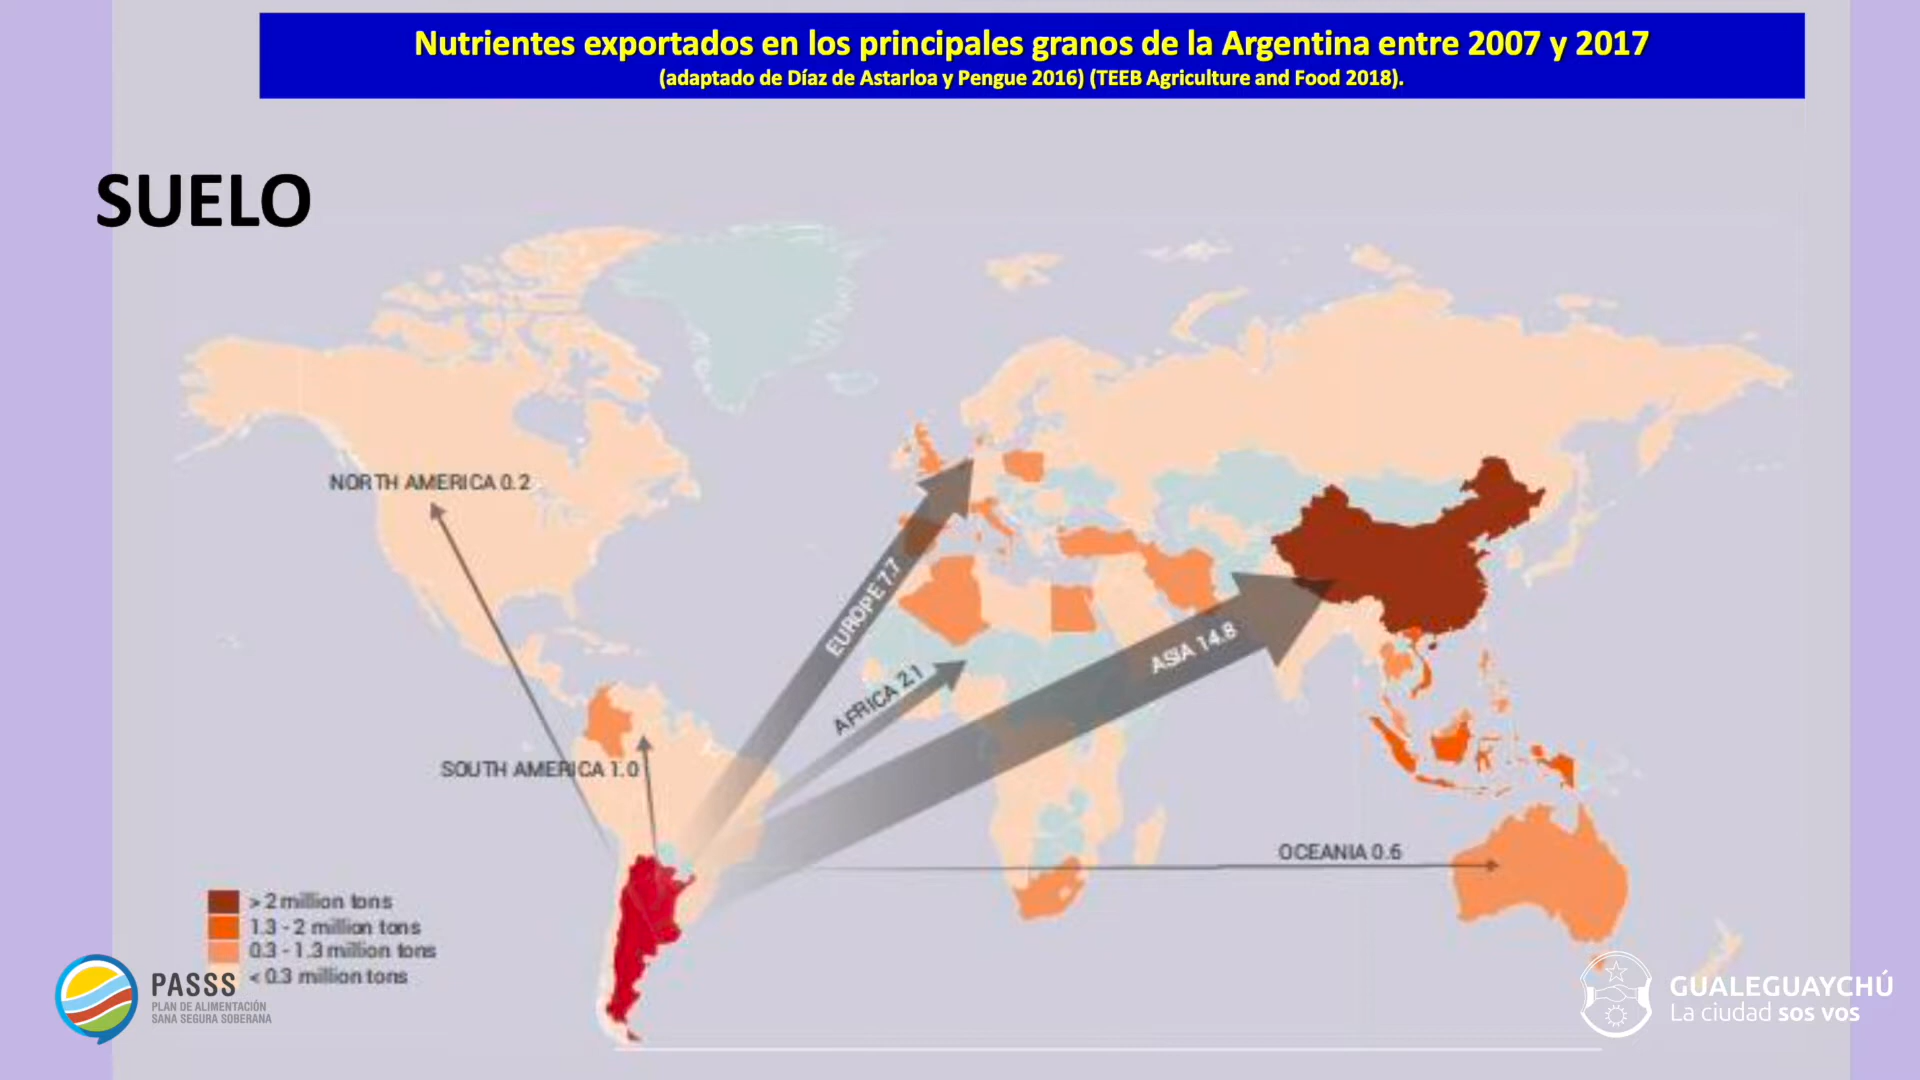 Nutrientes exportados en los principales granos de la Argentina entre 2007 y 2017
(adaptado de Díaz de Astarloa y Pengue 2016) (TEEB Agriculture and Food 2018).
SUELO
NORTH AMERICA 0.2
EUROPE 7.7
ASIA 14.8
AFRICA 2.1
SOUTH AMERICA 1.0
OCEANIA 0.6
> 2 million tons
1.3 - 2 million tons
0.3 - 1.3 million tons
< 0.3 million tons
PASSS
PLAN DE ALIMENTACIÓN
SANA SEGURA SOBERANA
GUALEGUAYCHÚ
La ciudad sos vos